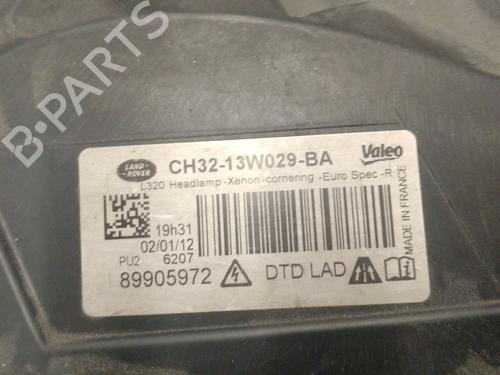 LAND-
ROVER
CH32-13W029-BA
Valeo
L320 Headlamp-Xenon-cornering -Euro Spec-R
19h31
02/01/12
PU2 6207
89905972
DTD LAD
MADE IN FRANCE
B-PARTS